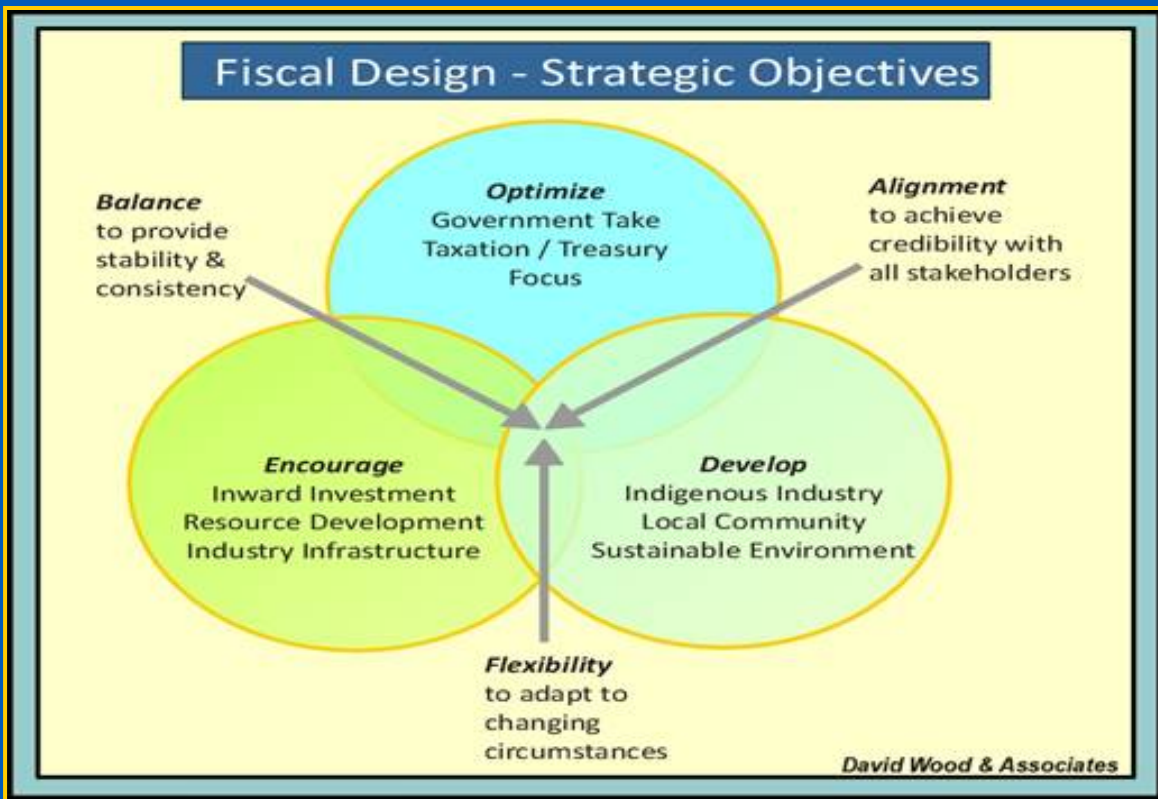 Fiscal Design - Strategic Objectives
Balance
to provide
stability &
consistency
Optimize
Government Take
Taxation / Treasury
Focus
Alignment
to achieve
credibility with
all stakeholders
Encourage
Inward Investment
Resource Development
Industry Infrastructure
Develop
Indigenous Industry
Local Community
Sustainable Environment
Flexibility
to adapt to
changing
circumstances
David Wood & Associates